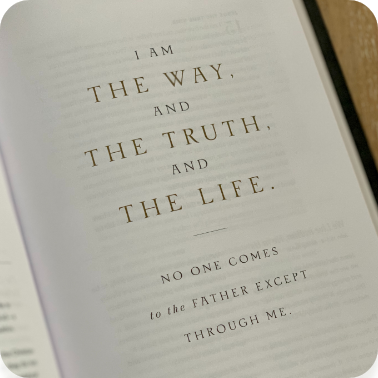 I AM
THE WAY,
AND
THE TRUTH,
AND
THE LIFE.
NO ONE COMES
to the FATHER EXCEPT
THROUGH ME.